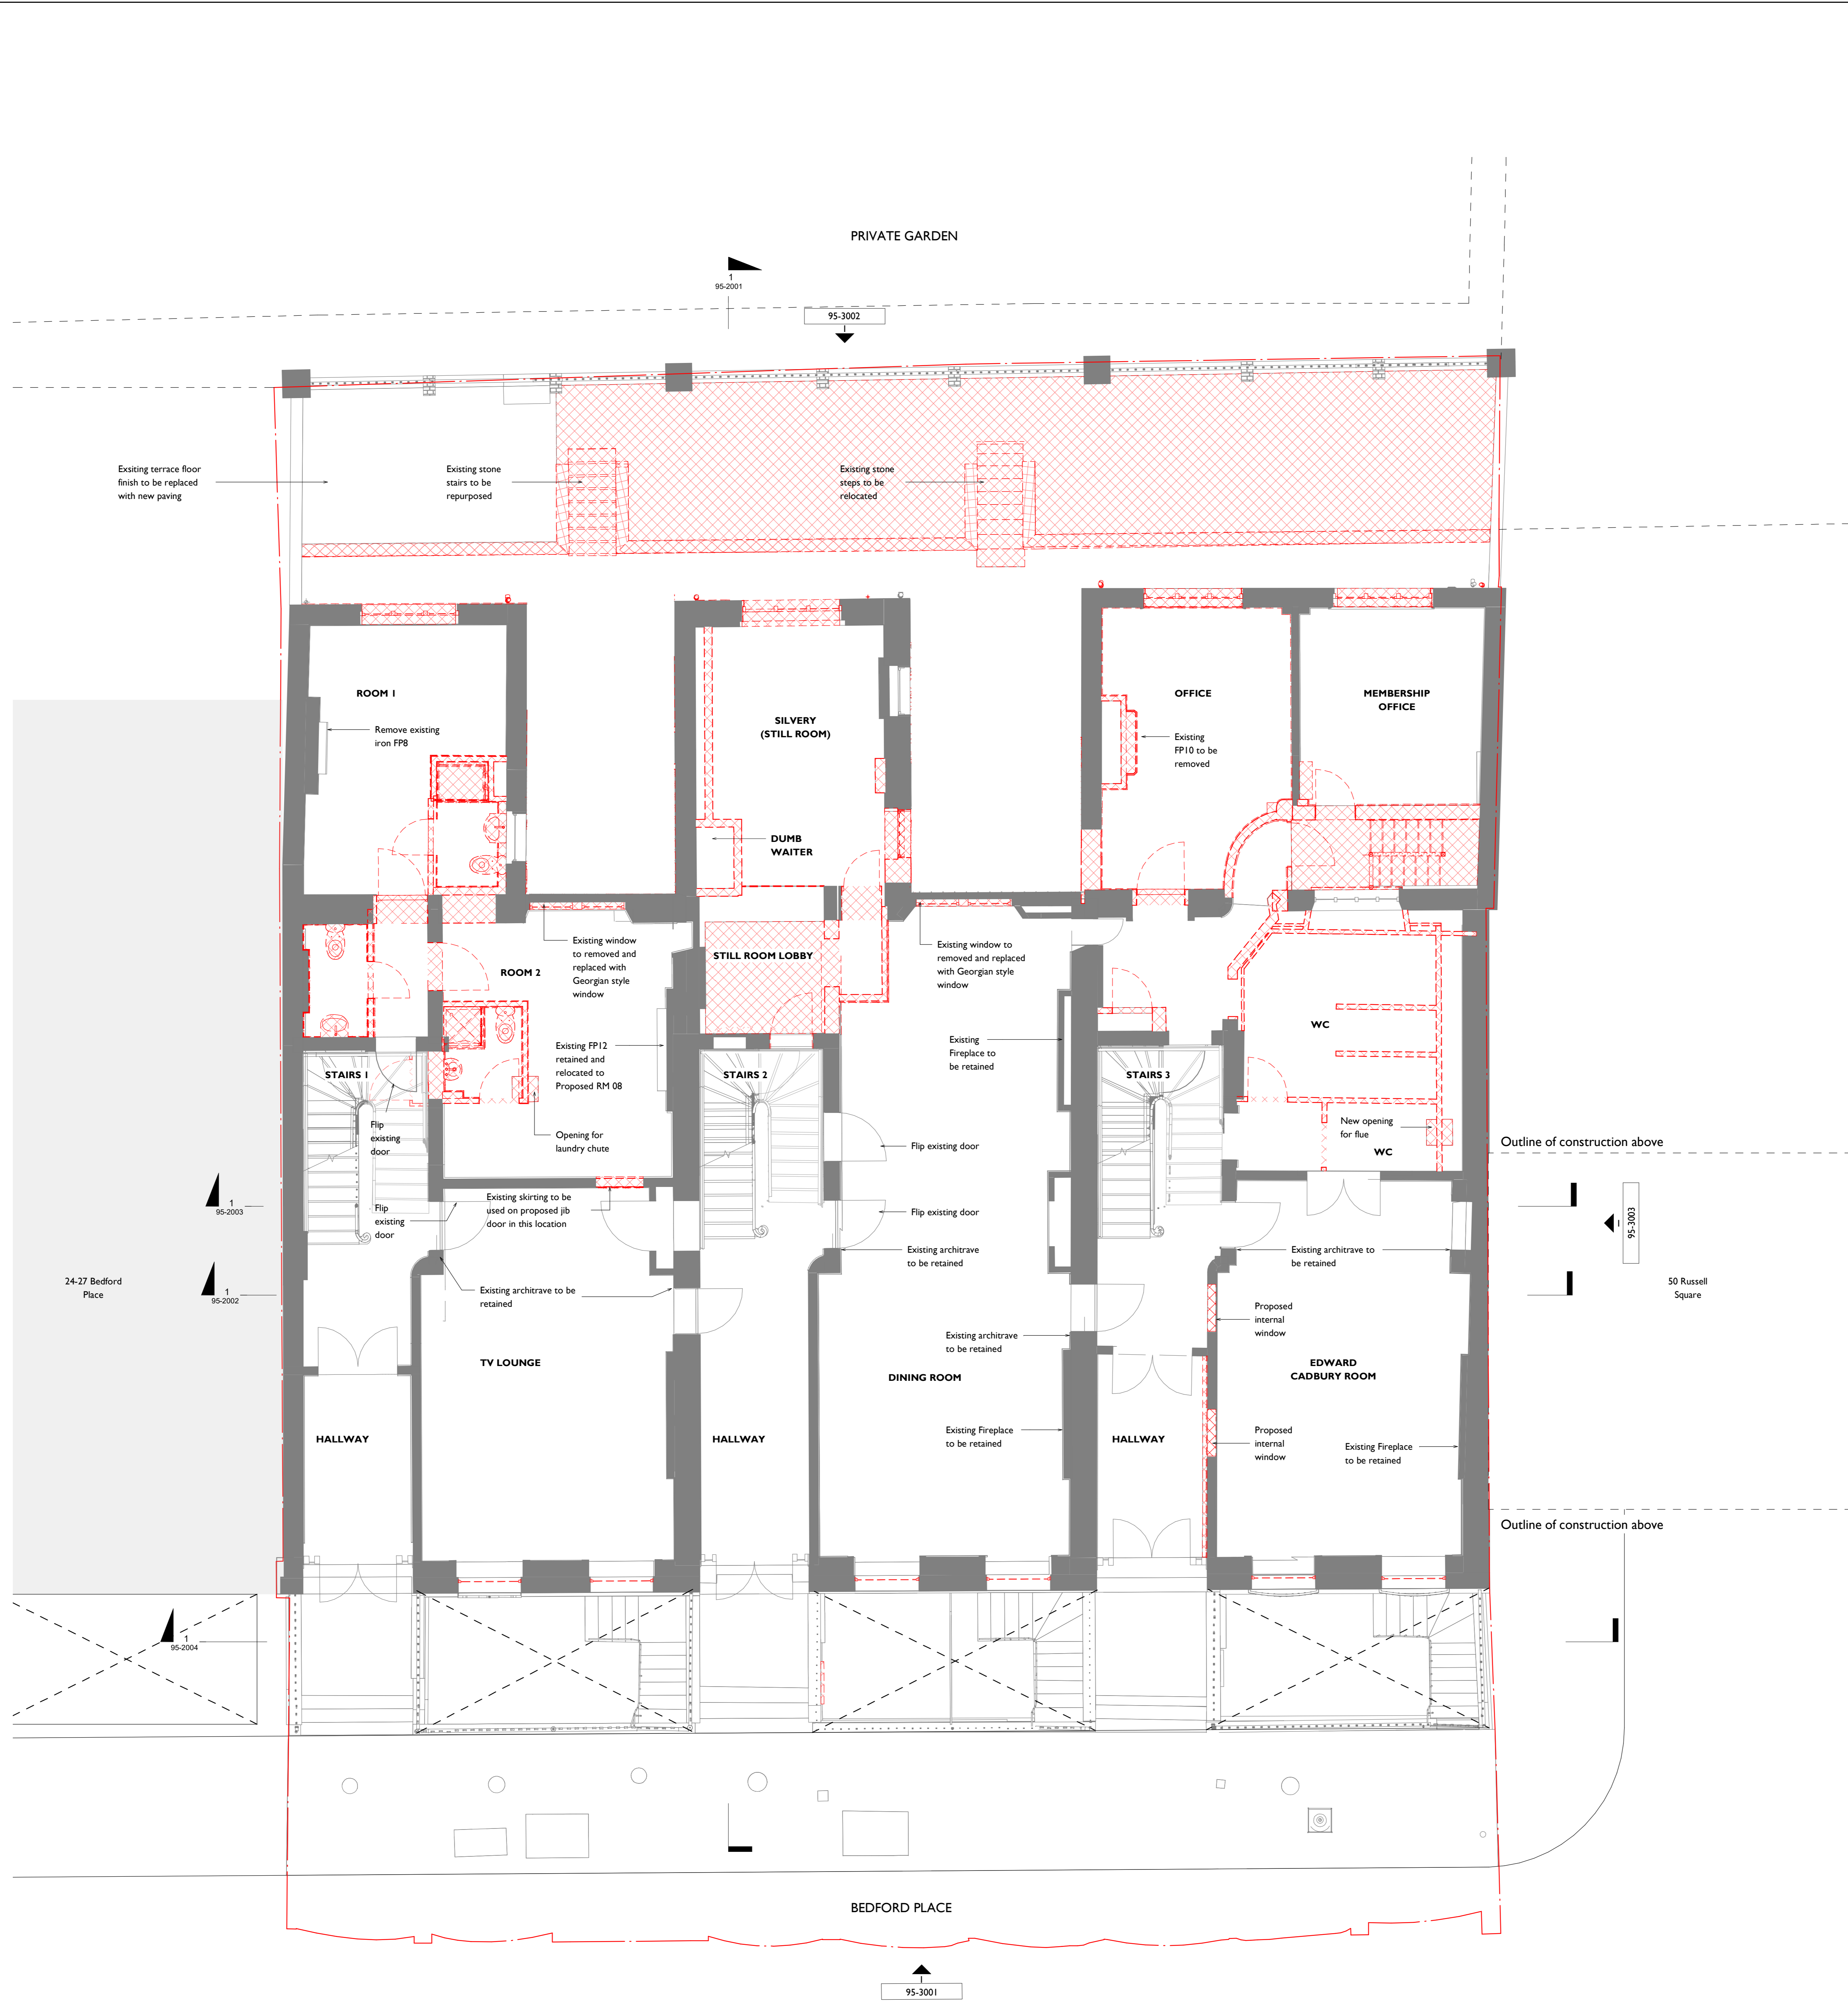 PRIVATE GARDEN
1
95-2001
95-3002
Exsiting terrace floor
finish to be replaced
with new paving
Existing stone
stairs to be
repurposed
Existing stone
steps to be
relocated
ROOM 1
Remove existing
iron FP8
SILVERY
(STILL ROOM)
OFFICE
Existing
FP10 to be
removed
MEMBERSHIP
OFFICE
DUMB
WAITER
Existing window
to removed and
replaced with
Georgian style
window
ROOM 2
STILL ROOM LOBBY
Existing window to
removed and replaced
with Georgian style
window
WC
Existing FP12
retained and
relocated to
Proposed RM 08
Existing
Fireplace to
be retained
STAIRS 1
STAIRS 2
STAIRS 3
Flip
existing
door
Opening for
laundry chute
Flip existing door
New opening
for flue
WC
Outline of construction above
1
95-2003
Flip
existing
door
Existing skirting to be
used on proposed jib
door in this location
Flip existing door
95-3003
Existing architrave
to be retained
Existing architrave to
be retained
24-27 Bedford
Place
1
95-2002
Existing architrave to be
retained
50 Russell
Square
Proposed
internal
window
Existing architrave
to be retained
TV LOUNGE
DINING ROOM
EDWARD
CADBURY ROOM
HALLWAY
HALLWAY
Existing Fireplace
to be retained
HALLWAY
Proposed
internal
window
Existing Fireplace
to be retained
Outline of construction above
1
95-2004
BEDFORD PLACE
95-3001